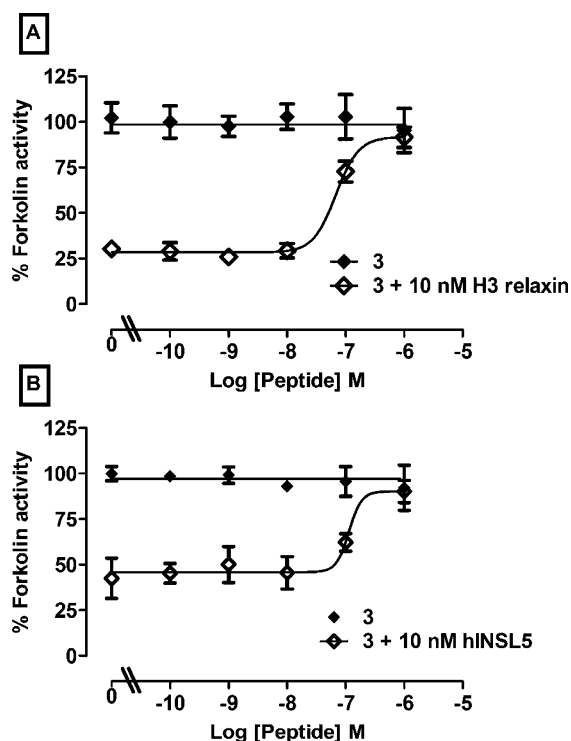 A
125
100
75
50
25
0
% Forkolin activity
3
3 + 10 nM H3 relaxin
0 -10 -9 -8 -7 -6 -5
Log [Peptide] M
B
125
100
75
50
25
0
% Forkolin activity
3
3 + 10 nM hINSL5
0 -10 -9 -8 -7 -6 -5
Log [Peptide] M